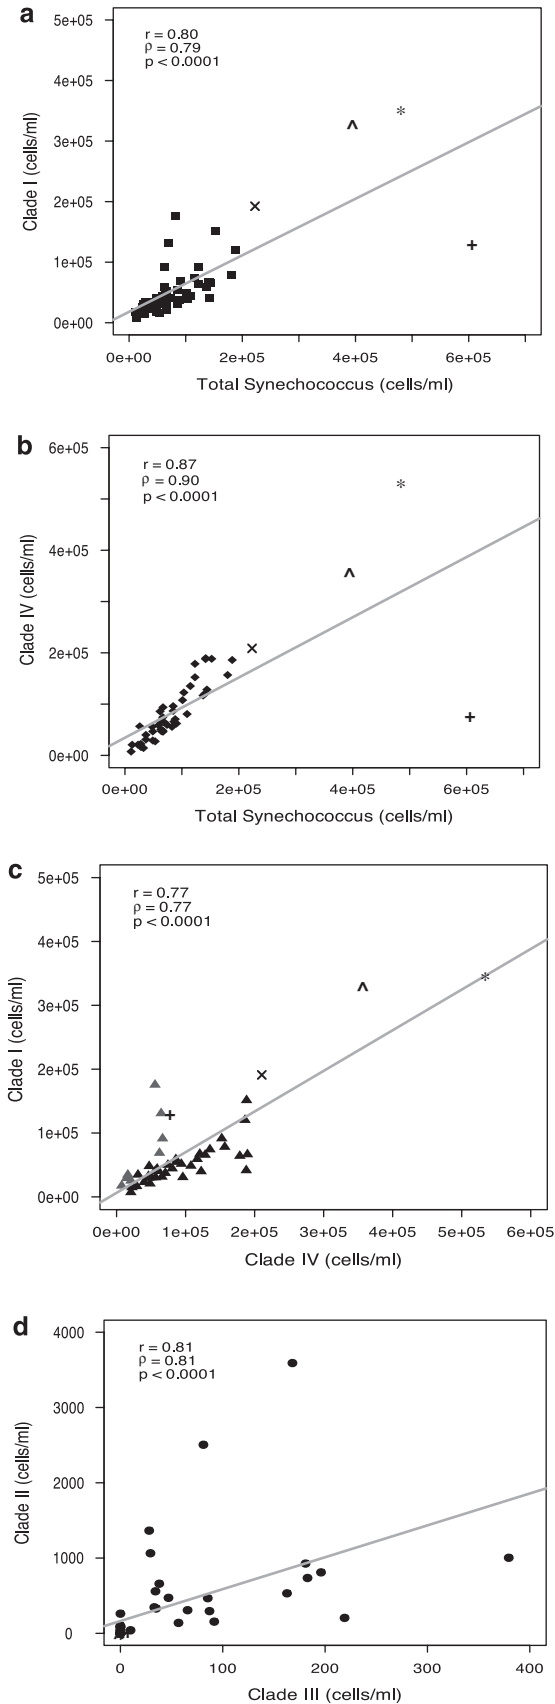 a
r = 0.80
ρ = 0.79
p < 0.0001
5e+05
4e+05
3e+05
2e+05
1e+05
0e+00
Clade I (cells/ml)
0e+00 2e+05 4e+05 6e+05
Total Synechococcus (cells/ml)
b
r = 0.87
ρ = 0.90
p < 0.0001
6e+05
4e+05
2e+05
0e+00
Clade IV (cells/ml)
0e+00 2e+05 4e+05 6e+05
Total Synechococcus (cells/ml)
c
r = 0.77
ρ = 0.77
p < 0.0001
5e+05
4e+05
3e+05
2e+05
1e+05
0e+00
Clade I (cells/ml)
0e+00 1e+05 2e+05 3e+05 4e+05 5e+05 6e+05
Clade IV (cells/ml)
d
r = 0.81
ρ = 0.81
p < 0.0001
4000
3000
2000
1000
0
Clade II (cells/ml)
0 100 200 300 400
Clade III (cells/ml)